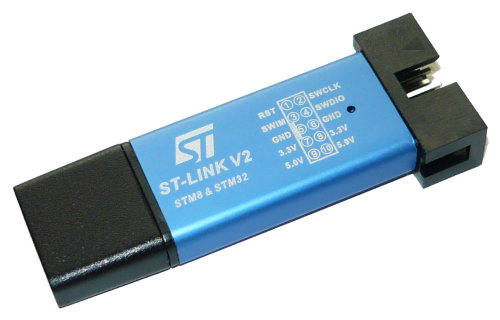 ST
ST-LINK V2
STM8 & STM32
RST 1 2 SWCLK
SWIM 3 4 SWDIO
GND 5 6 GND
3.3V 7 8 3.3V
5.0V 9 10 5.0V